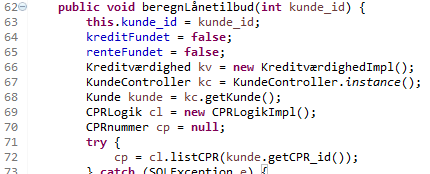 62 public void beregnLånetilbud(int kunde_id) {
63 this.kunde_id = kunde_id;
64 kreditFundet = false;
65 renteFundet = false;
66 Kreditværdighed kv = new KreditværdighedImpl();
67 KundeController kc = KundeController.instance();
68 Kunde kunde = kc.getKunde();
69 CPRLogik cl = new CPRLogikImpl();
70 CPRnummer cp = null;
71 try {
72 cp = cl.listCPR(kunde.getCPR_id());
73 } catch (SQLException e) {